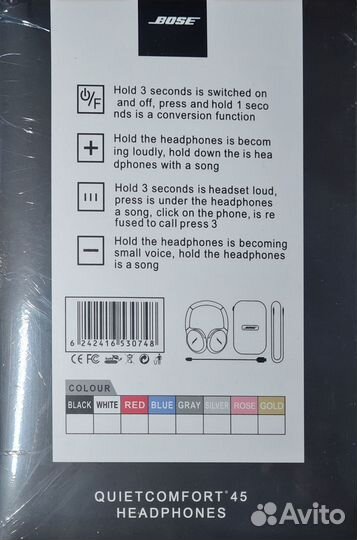 BOSE
Hold 3 seconds is switched on
and off, press and hold 1 seco
nds is a conversion function
Hold the headphones is becom
ing loudly, hold down the is hea
dphones with a song
Hold 3 seconds is headset loud,
press is under the headphones
a song, click on the phone, is re
fused to call press 3
Hold the headphones is becoming
small voice, hold the headphones
is a song
6 242416 530748
CE FC
BOSE
COLOUR
BLACK WHITE RED BLUE GRAY SILVER ROSE GOLD
QUIETCOMFORT®45
HEADPHONES
Avito